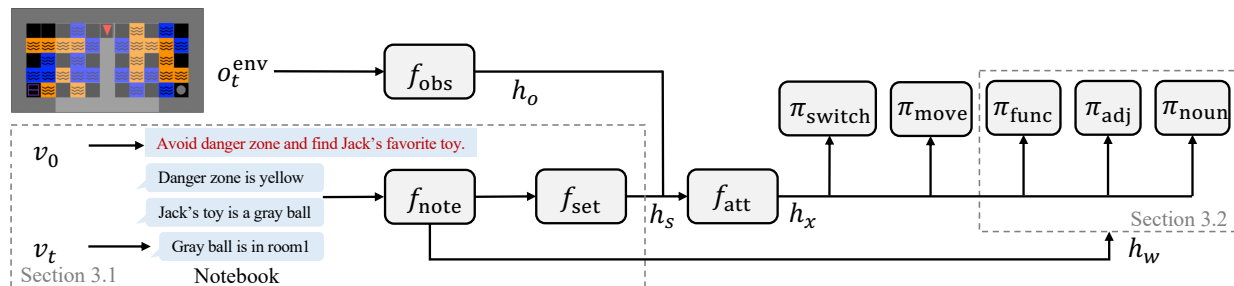 o_t^env
f_obs
h_o
π_switch
π_move
π_func
π_adj
π_noun
v_0
Avoid danger zone and find Jack's favorite toy.
Danger zone is yellow
Jack's toy is a gray ball
f_note
f_set
h_s
f_att
h_x
v_t
Gray ball is in room1
Section 3.1
Notebook
Section 3.2
h_w